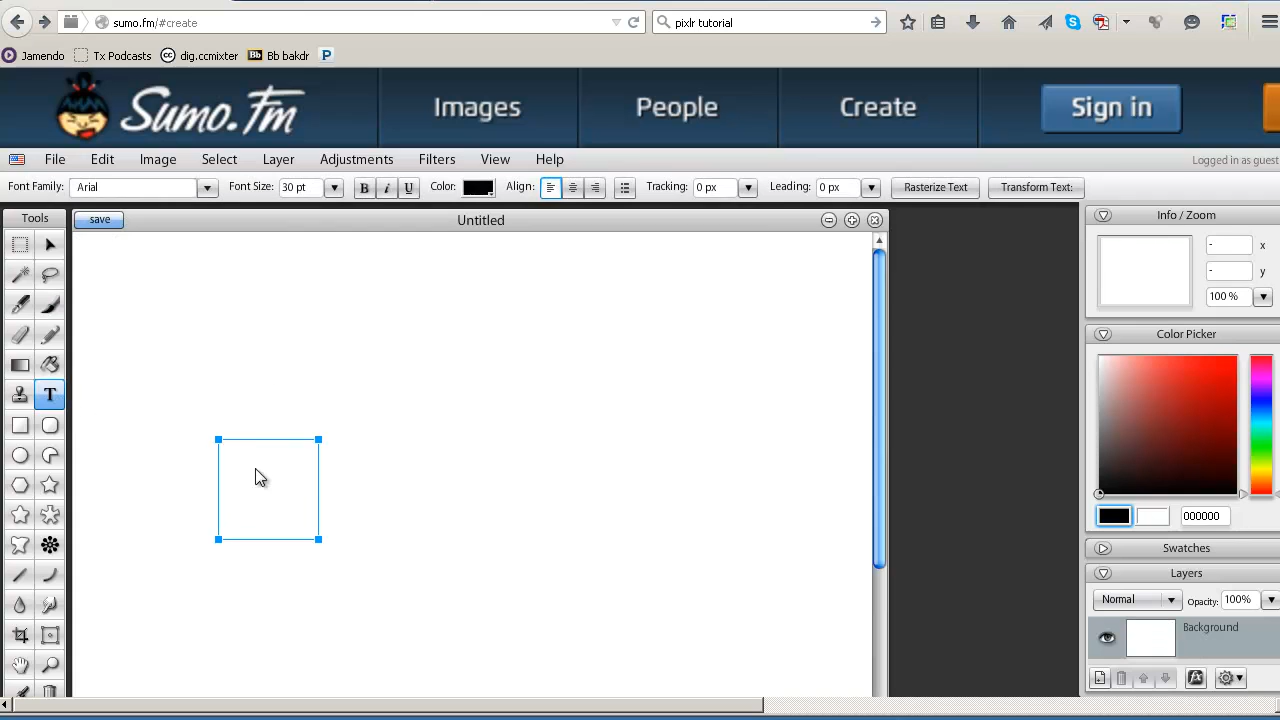 sumo.fm/#create
pixlr tutorial
Jamendo Tx Podcasts cc dig.ccmixter Bb Bb bakdr P
Sumo.Fm Images People Create Sign in
File Edit Image Select Layer Adjustments Filters View Help Logged in as guest
Font Family: Arial Font Size: 30 pt B i U Color: Align: Tracking: 0 px Leading: 0 px Rasterize Text Transform Text:
Tools
save Untitled
T
Info / Zoom
- x
- y
100 %
Color Picker
000000
Swatches
Layers
Normal Opacity: 100%
Background